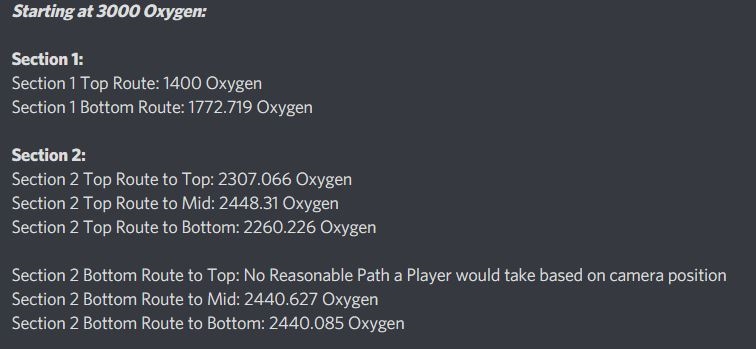 Starting at 3000 Oxygen:
Section 1:
Section 1 Top Route: 1400 Oxygen
Section 1 Bottom Route: 1772.719 Oxygen
Section 2:
Section 2 Top Route to Top: 2307.066 Oxygen
Section 2 Top Route to Mid: 2448.31 Oxygen
Section 2 Top Route to Bottom: 2260.226 Oxygen
Section 2 Bottom Route to Top: No Reasonable Path a Player would take based on camera position
Section 2 Bottom Route to Mid: 2440.627 Oxygen
Section 2 Bottom Route to Bottom: 2440.085 Oxygen